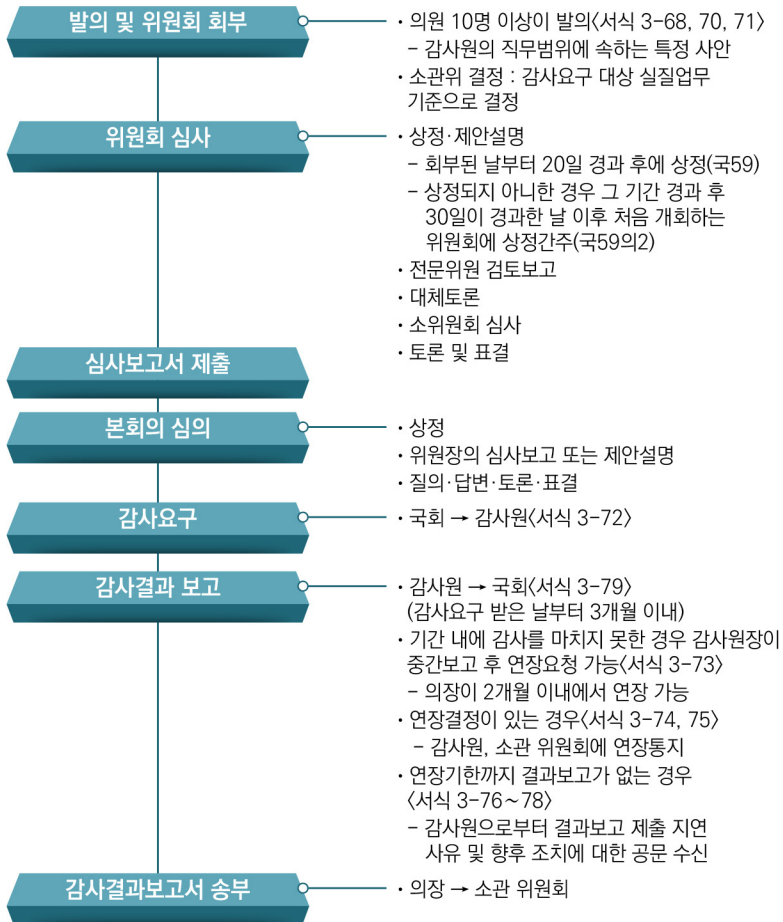 발의 및 위원회 회부
· 의원 10명 이상이 발의〈서식 3-68, 70, 71〉
- 감사원의 직무범위에 속하는 특정 사안
· 소관위 결정 : 감사요구 대상 실질업무
기준으로 결정
위원회 심사
· 상정·제안설명
- 회부된 날부터 20일 경과 후에 상정(국59)
- 상정되지 아니한 경우 그 기간 경과 후
30일이 경과한 날 이후 처음 개회하는
위원회에 상정간주(국59의2)
· 전문위원 검토보고
· 대체토론
· 소위원회 심사
· 토론 및 표결
심사보고서 제출
본회의 심의
· 상정
· 위원장의 심사보고 또는 제안설명
· 질의·답변·토론·표결
감사요구
· 국회 → 감사원〈서식 3-72〉
감사결과 보고
· 감사원 → 국회〈서식 3-79〉
(감사요구 받은 날부터 3개월 이내)
· 기간 내에 감사를 마치지 못한 경우 감사원장이
중간보고 후 연장요청 가능〈서식 3-73〉
- 의장이 2개월 이내에서 연장 가능
· 연장결정이 있는 경우〈서식 3-74, 75〉
- 감사원, 소관 위원회에 연장통지
· 연장기한까지 결과보고가 없는 경우
〈서식 3-76～78〉
- 감사원으로부터 결과보고 제출 지연
사유 및 향후 조치에 대한 공문 수신
감사결과보고서 송부
· 의장 → 소관 위원회